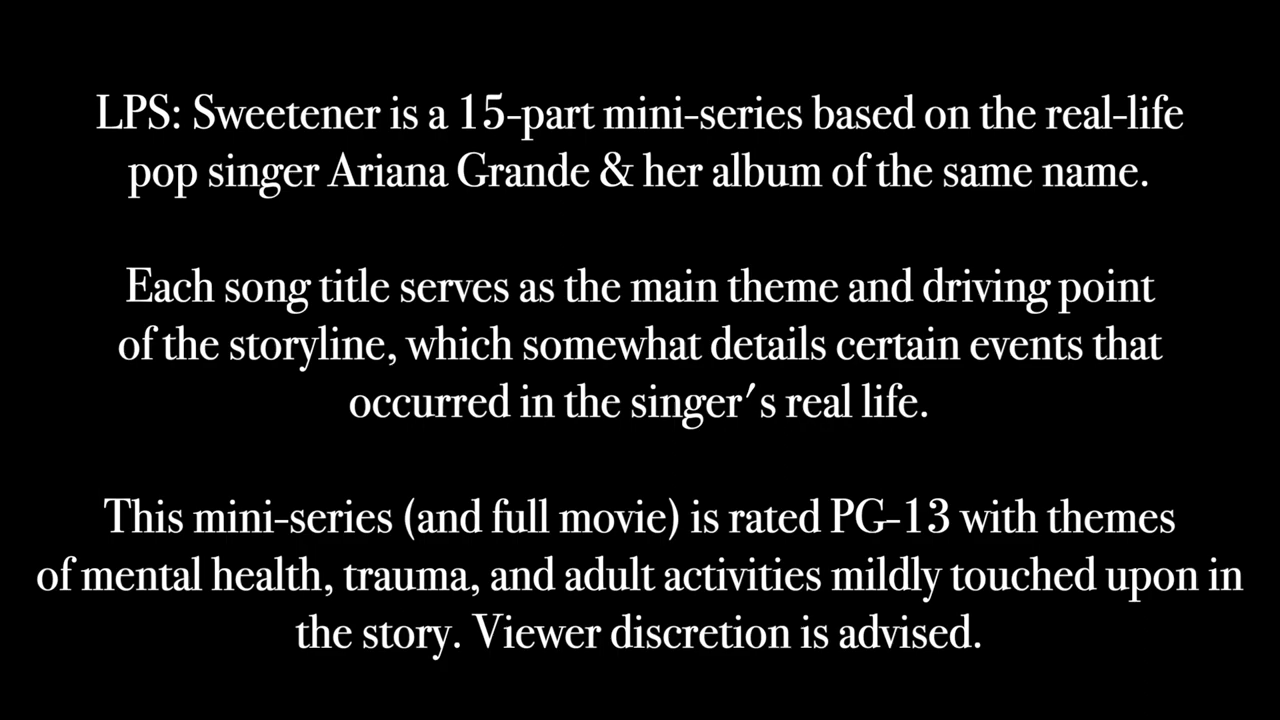 LPS: Sweetener is a 15-part mini-series based on the real-life
pop singer Ariana Grande & her album of the same name.
Each song title serves as the main theme and driving point
of the storyline, which somewhat details certain events that
occurred in the singer's real life.
This mini-series (and full movie) is rated PG-13 with themes
of mental health, trauma, and adult activities mildly touched upon in
the story. Viewer discretion is advised.